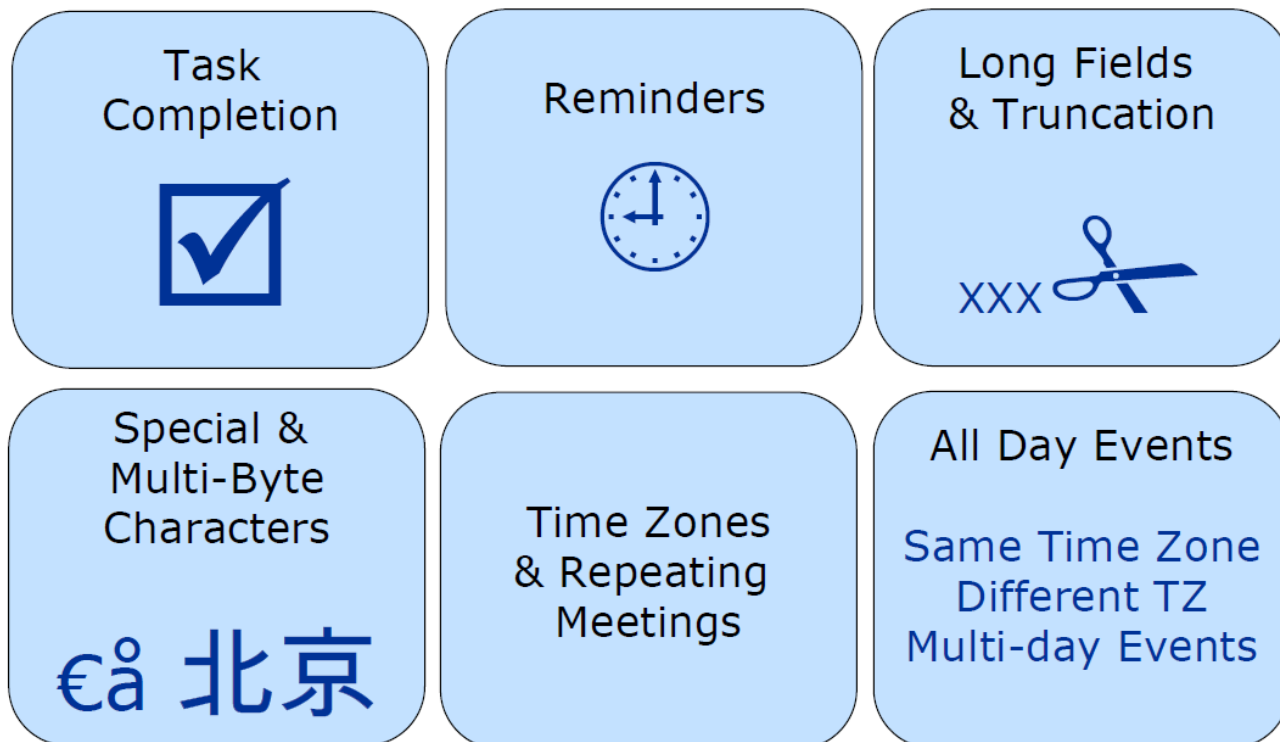 Task
Completion
Reminders
Long Fields
& Truncation
XXX
Special &
Multi-Byte
Characters
€å 北京
Time Zones
& Repeating
Meetings
All Day Events
Same Time Zone
Different TZ
Multi-day Events